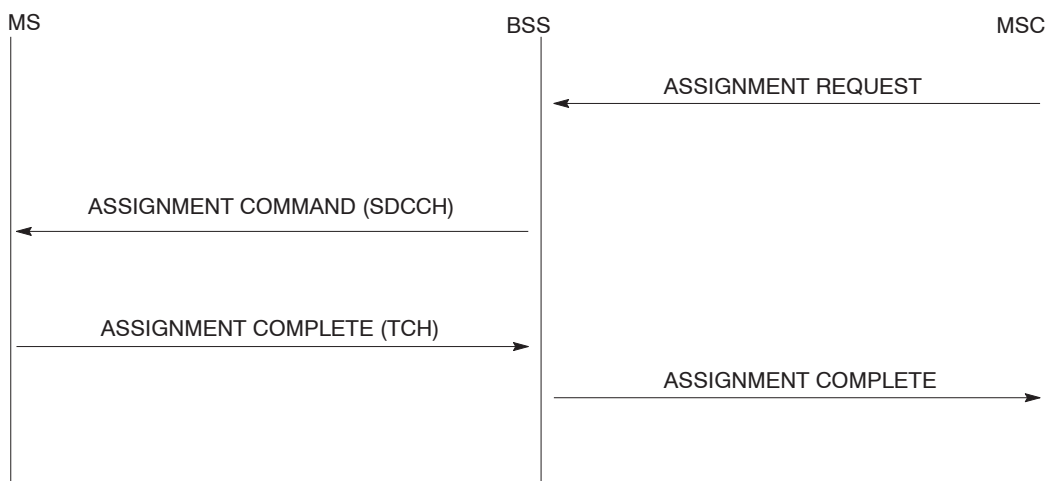 MS
BSS
MSC
ASSIGNMENT REQUEST
ASSIGNMENT COMMAND (SDCCH)
ASSIGNMENT COMPLETE (TCH)
ASSIGNMENT COMPLETE